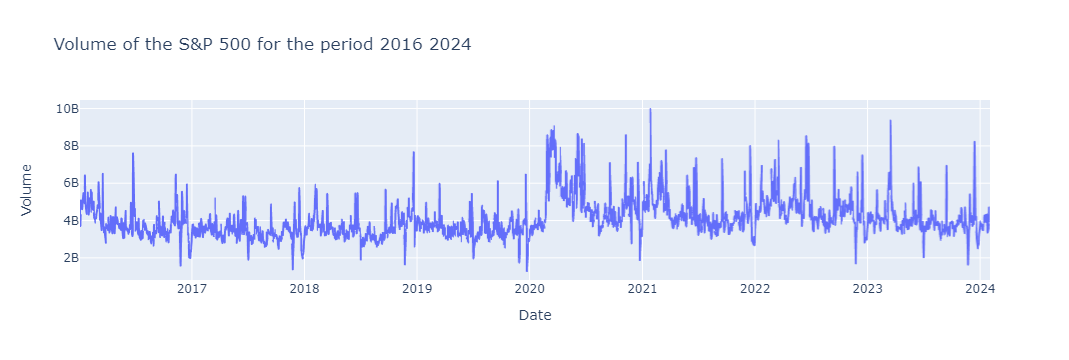 Volume of the S&P 500 for the period 2016 2024
10B
8B
6B
4B
2B
Volume
2017 2018 2019 2020 2021 2022 2023 2024
Date